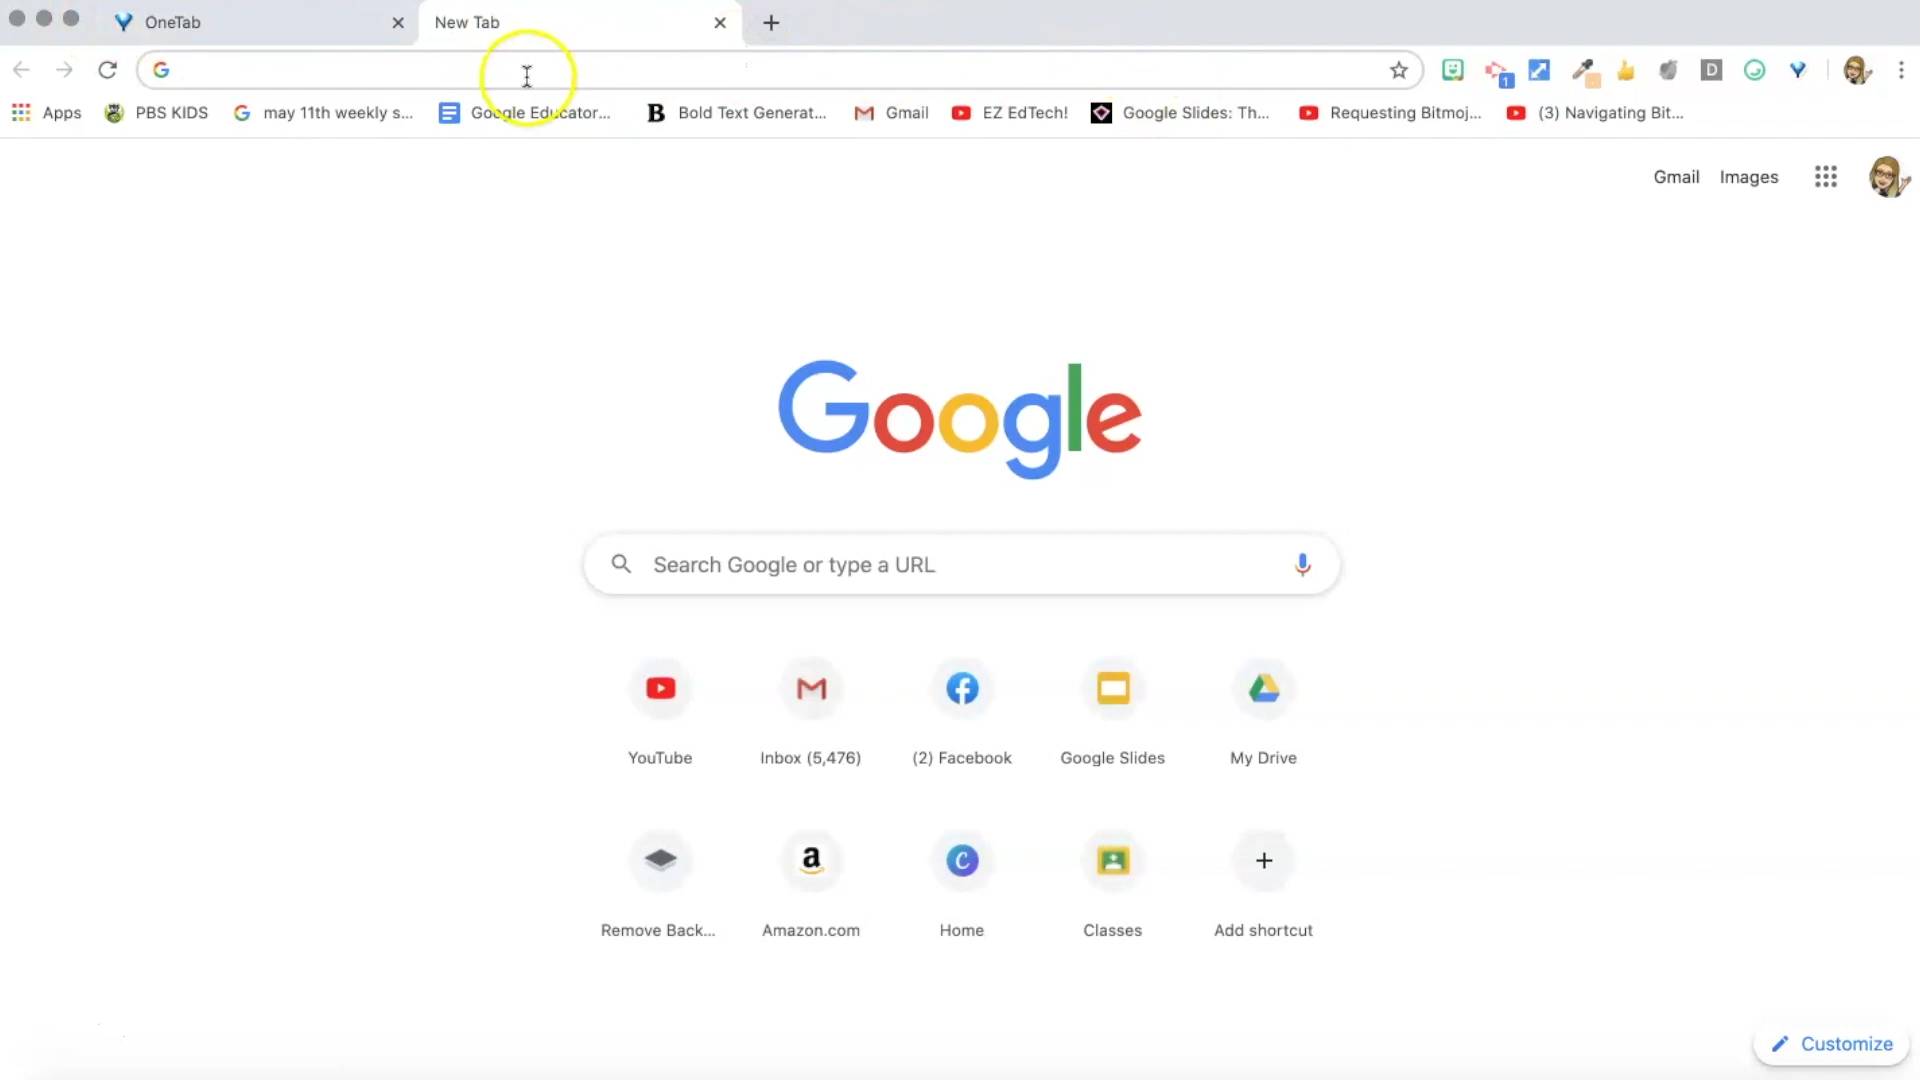 OneTab
New Tab
Apps PBS KIDS may 11th weekly s... Google Educator... Bold Text Generat... Gmail EZ EdTech! Google Slides: Th... Requesting Bitmoj... (3) Navigating Bit...
Gmail Images
Google
Search Google or type a URL
YouTube Inbox (5,476) (2) Facebook Google Slides My Drive
Remove Back... Amazon.com Home Classes Add shortcut
Customize